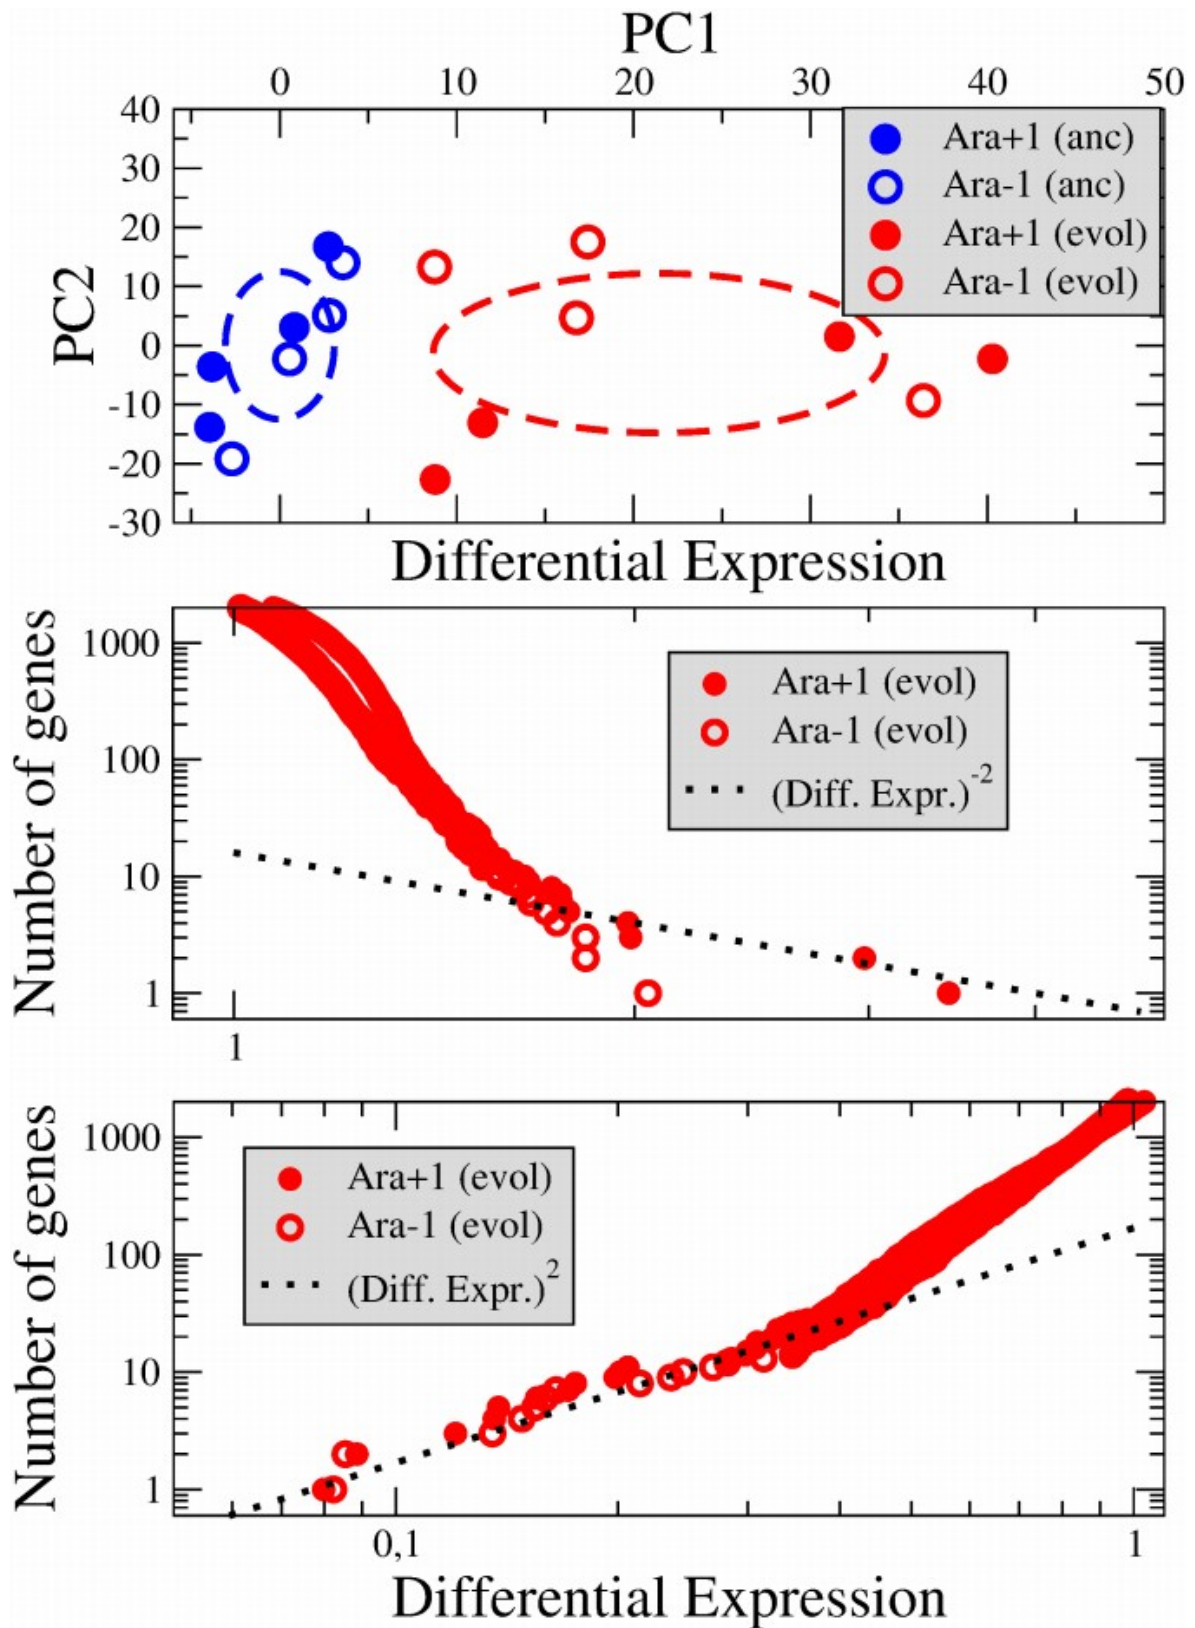 PC1
0 10 20 30 40 50
40
30
20
10
0
-10
-20
-30
PC2
Ara+1 (anc)
Ara-1 (anc)
Ara+1 (evol)
Ara-1 (evol)
Differential Expression
Number of genes
1000
100
10
1
Ara+1 (evol)
Ara-1 (evol)
(Diff. Expr.)-2
1
Number of genes
1000
100
10
1
Ara+1 (evol)
Ara-1 (evol)
(Diff. Expr.)2
0,1 1
Differential Expression